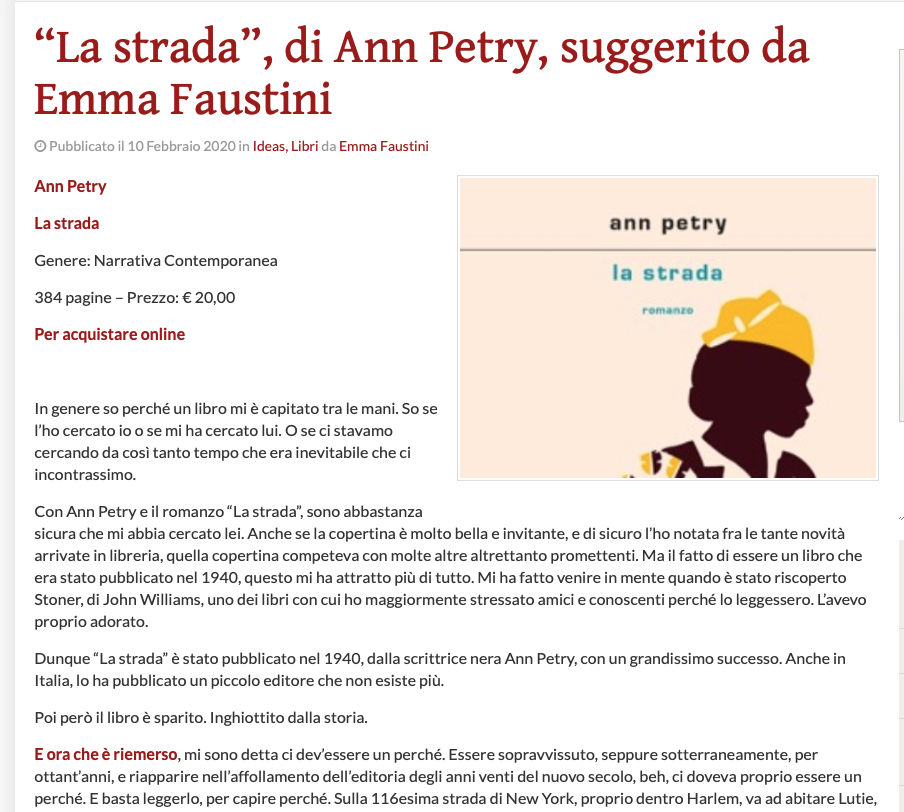 “La strada”, di Ann Petry, suggerito da
Emma Faustini
Pubblicato il 10 Febbraio 2020 in Ideas, Libri da Emma Faustini
Ann Petry
La strada
Genere: Narrativa Contemporanea
384 pagine – Prezzo: € 20,00
Per acquistare online
ann petry
la strada
romanzo
In genere so perché un libro mi è capitato tra le mani. So se
l’ho cercato io o se mi ha cercato lui. O se ci stavamo
cercando da così tanto tempo che era inevitabile che ci
incontrassimo.
Con Ann Petry e il romanzo “La strada”, sono abbastanza
sicura che mi abbia cercato lei. Anche se la copertina è molto bella e invitante, e di sicuro l’ho notata fra le tante novità
arrivate in libreria, quella copertina competeva con molte altre altrettanto promettenti. Ma il fatto di essere un libro che
era stato pubblicato nel 1940, questo mi ha attratto più di tutto. Mi ha fatto venire in mente quando è stato riscoperto
Stoner, di John Williams, uno dei libri con cui ho maggiormente stressato amici e conoscenti perché lo leggessero. L’avevo
proprio adorato.
Dunque “La strada” è stato pubblicato nel 1940, dalla scrittrice nera Ann Petry, con un grandissimo successo. Anche in
Italia, lo ha pubblicato un piccolo editore che non esiste più.
Poi però il libro è sparito. Inghiottito dalla storia.
E ora che è riemerso, mi sono detta ci dev’essere un perché. Essere sopravvissuto, seppure sotterraneamente, per
ottant’anni, e riapparire nell’affollamento dell’editoria degli anni venti del nuovo secolo, beh, ci doveva proprio essere un
perché. E basta leggerlo, per capire perché. Sulla 116esima strada di New York, proprio dentro Harlem, va ad abitare Lutie,